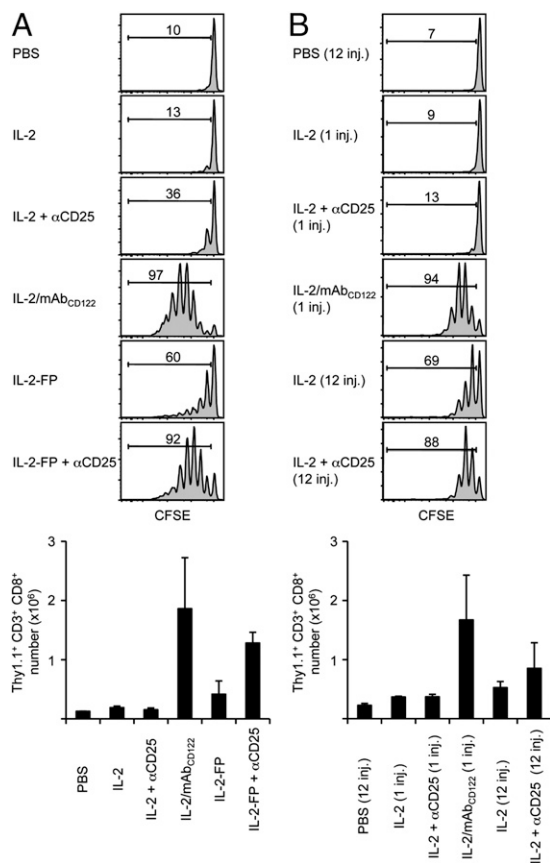 A
PBS
10
IL-2
13
IL-2 + αCD25
36
IL-2/mAbCD122
97
IL-2-FP
60
IL-2-FP + αCD25
92
CFSE
B
PBS (12 inj.)
7
IL-2 (1 inj.)
9
IL-2 + αCD25
(1 inj.)
13
IL-2/mAbCD122
(1 inj.)
94
IL-2 (12 inj.)
69
IL-2 + αCD25
(12 inj.)
88
CFSE
Thy1.1+ CD3+ CD8+
number (x10⁶)
3
2
1
PBS
IL-2
IL-2 + αCD25
IL-2/mAbCD122
IL-2-FP
IL-2-FP + αCD25
Thy1.1+ CD3+ CD8+
number (x10⁶)
3
2
1
PBS (12 inj.)
IL-2 (1 inj.)
IL-2 + αCD25 (1 inj.)
IL-2/mAbCD122 (1 inj.)
IL-2 (12 inj.)
IL-2 + αCD25 (12 inj.)